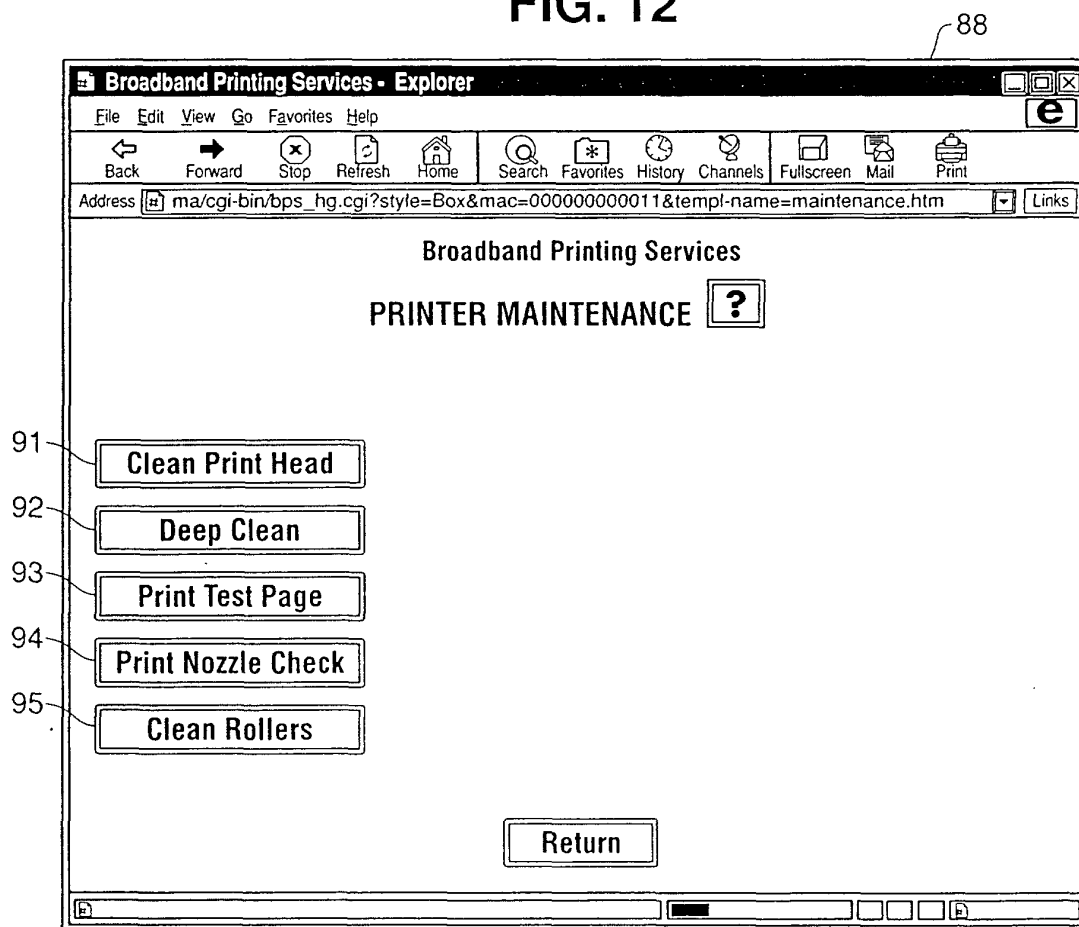 FIG. 12
88
Broadband Printing Services - Explorer
File Edit View Go Favorites Help
e
Back Forward Stop Refresh Home Search Favorites History Channels Fullscreen Mail Print
Address ma/cgi-bin/bps_hg.cgi?style=Box&mac=000000000011&templ-name=maintenance.htm Links
Broadband Printing Services
PRINTER MAINTENANCE ?
91 Clean Print Head
92 Deep Clean
93 Print Test Page
94 Print Nozzle Check
95 Clean Rollers
Return